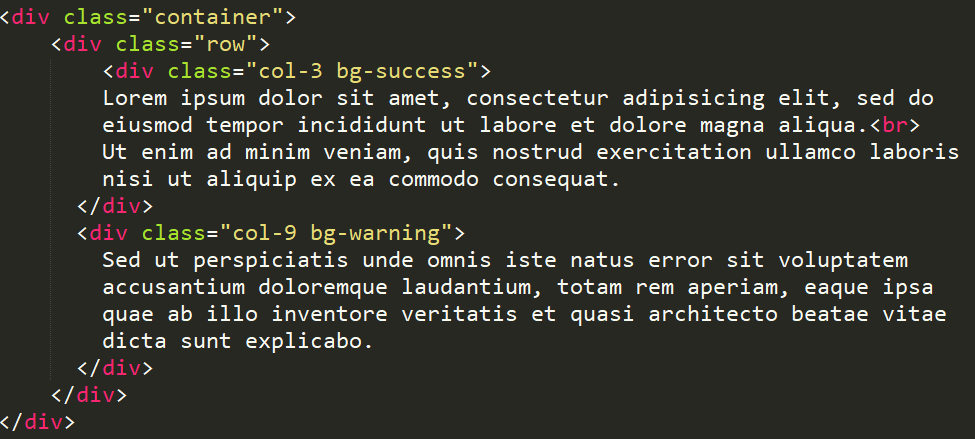 <div class="container">
    <div class="row">
        <div class="col-3 bg-success">
        Lorem ipsum dolor sit amet, consectetur adipisicing elit, sed do
        eiusmod tempor incididunt ut labore et dolore magna aliqua.<br>
        Ut enim ad minim veniam, quis nostrud exercitation ullamco laboris
        nisi ut aliquip ex ea commodo consequat.
      </div>
      <div class="col-9 bg-warning">
        Sed ut perspiciatis unde omnis iste natus error sit voluptatem
        accusantium doloremque laudantium, totam rem aperiam, eaque ipsa
        quae ab illo inventore veritatis et quasi architecto beatae vitae
        dicta sunt explicabo.
      </div>
    </div>
</div>